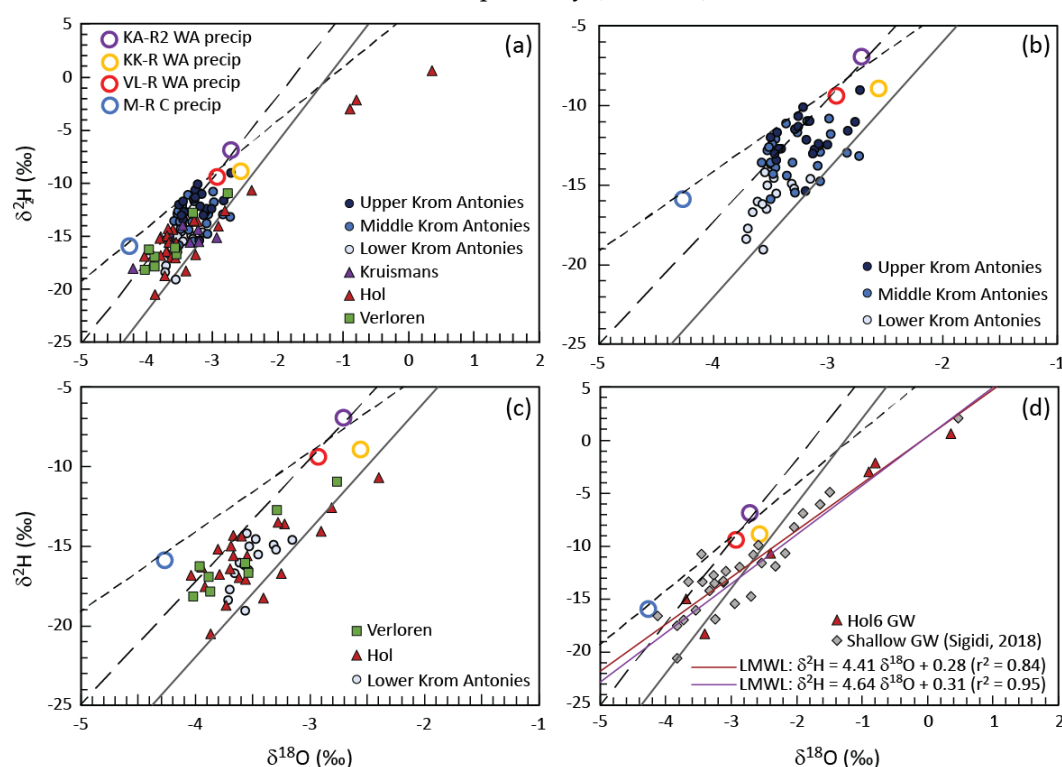 (a)
KA-R2 WA precip
KK-R WA precip
VL-R WA precip
M-R C precip
Upper Krom Antonies
Middle Krom Antonies
Lower Krom Antonies
Kruismans
Hol
Verloren
δ²H (‰)
5
0
-5
-10
-15
-20
-25
-5 -4 -3 -2 -1 0 1 2
(b)
Upper Krom Antonies
Middle Krom Antonies
Lower Krom Antonies
-5
-10
-15
-20
-25
-5 -4 -3 -2 -1
(c)
Verloren
Hol
Lower Krom Antonies
δ²H (‰)
-5
-10
-15
-20
-25
-5 -4 -3 -2 -1
δ¹⁸O (‰)
(d)
Hol6 GW
Shallow GW (Sigidi, 2018)
LMWL: δ²H = 4.41 δ¹⁸O + 0.28 (r² = 0.84)
LMWL: δ²H = 4.64 δ¹⁸O + 0.31 (r² = 0.95)
5
0
-5
-10
-15
-20
-25
-5 -4 -3 -2 -1 0 1 2
δ¹⁸O (‰)